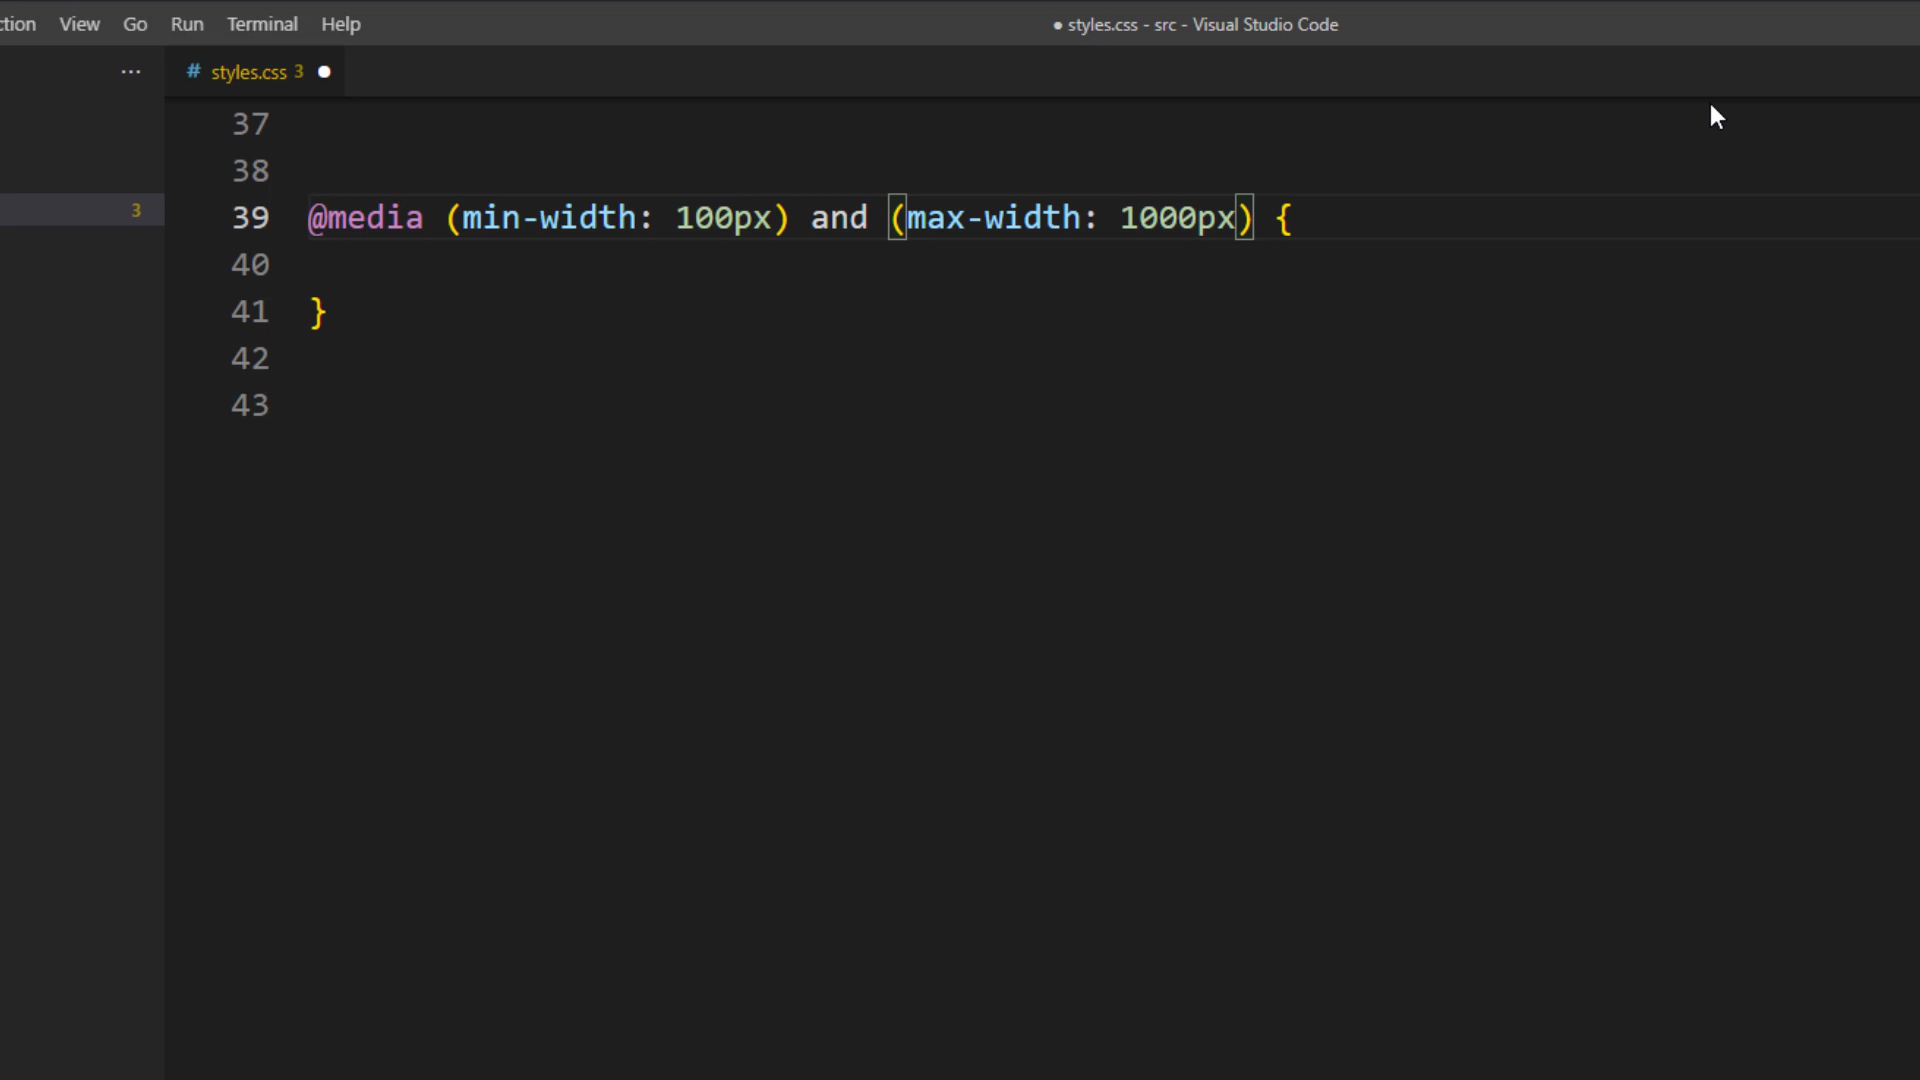 ction View Go Run Terminal Help
● styles.css - src - Visual Studio Code
··· # styles.css 3 ●
37
38
3
39 @media (min-width: 100px) and (max-width: 1000px) {
40
41 }
42
43